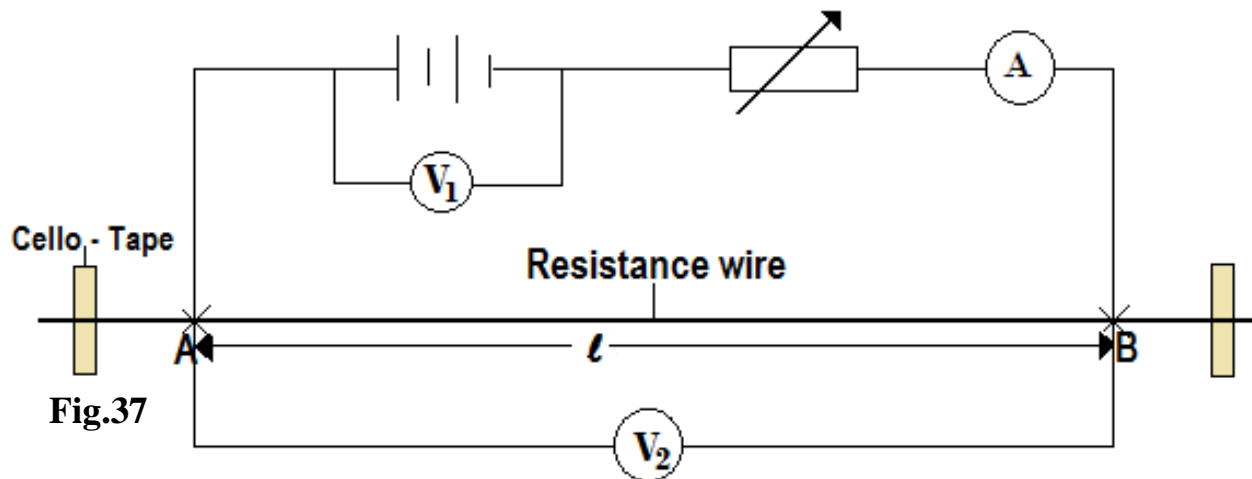 A
V1
Cello - Tape
Resistance wire
A
ℓ
B
Fig.37
V2